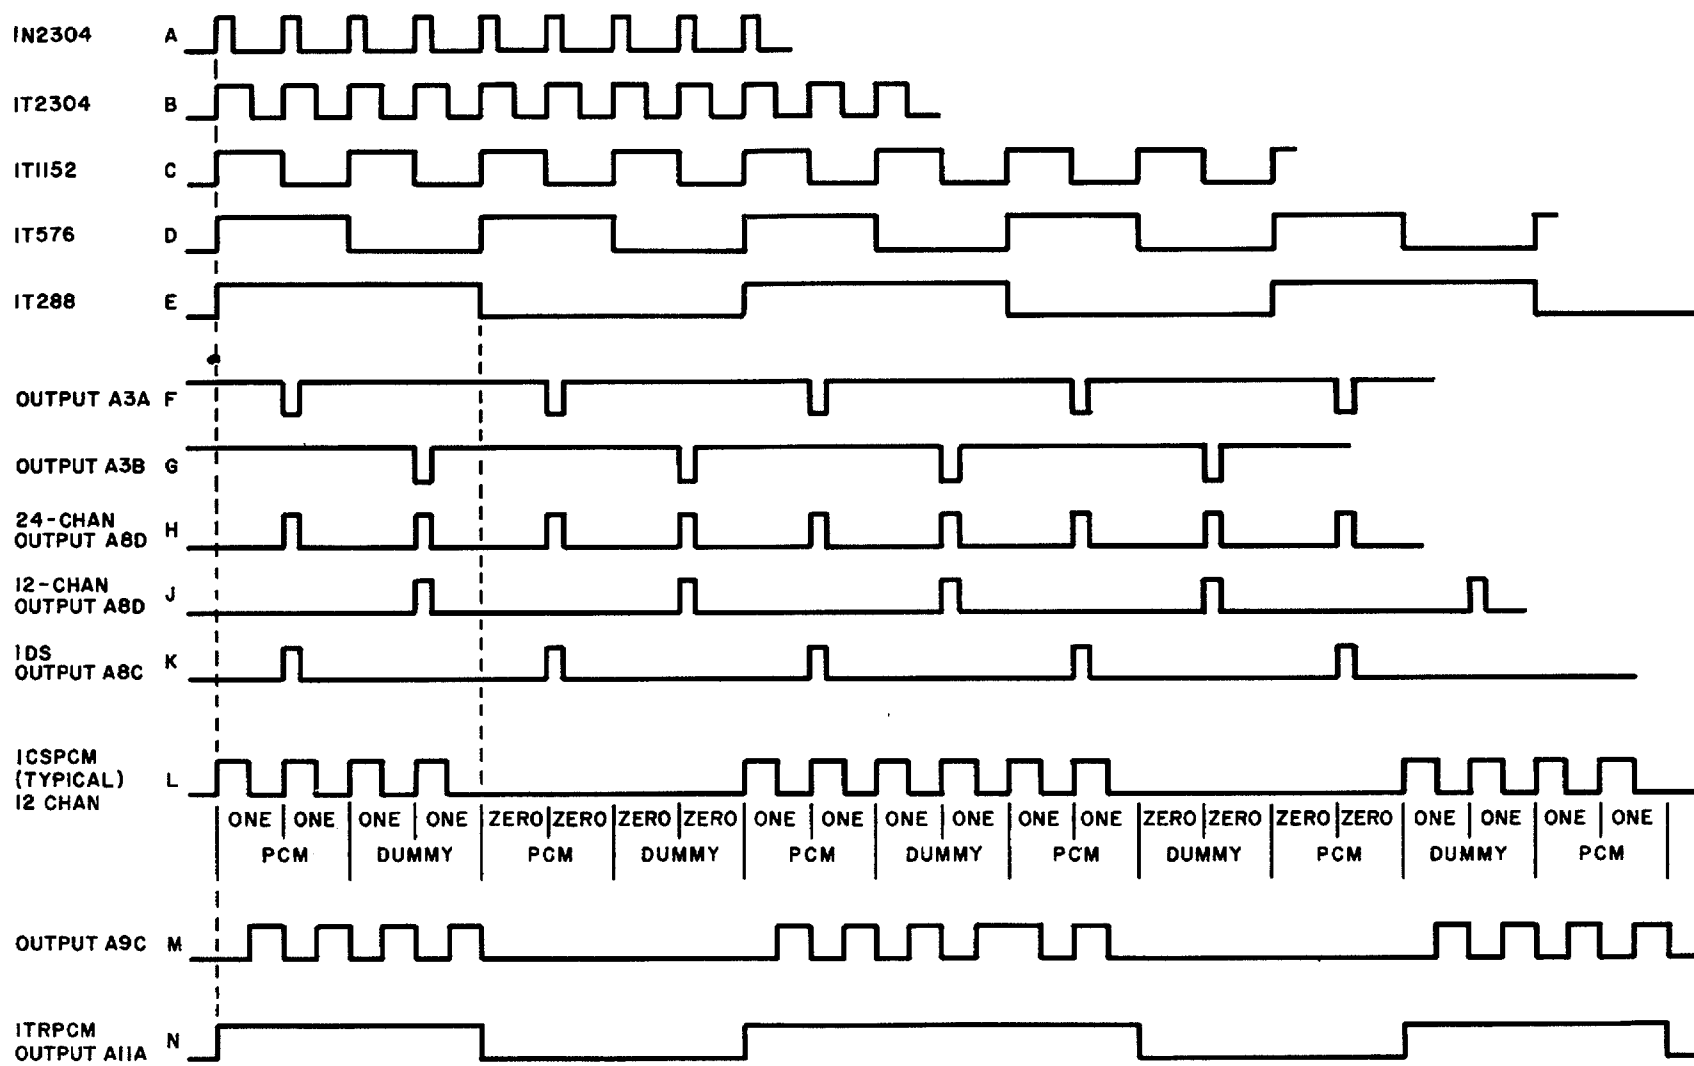 IN2304 A
IT2304 B
IT1152 C
IT576 D
IT288 E
OUTPUT A3A F
OUTPUT A3B G
24-CHAN
OUTPUT A8D H
12-CHAN
OUTPUT A8D J
IDS
OUTPUT A8C K
ICSPCM
(TYPICAL) L
12 CHAN
ONE ONE ONE ONE ZERO ZERO ZERO ZERO ONE ONE ONE ONE ONE ONE ZERO ZERO ZERO ZERO ONE ONE ONE ONE
PCM DUMMY PCM DUMMY PCM DUMMY PCM DUMMY PCM DUMMY PCM
OUTPUT A9C M
ITRPCM
OUTPUT A11A N